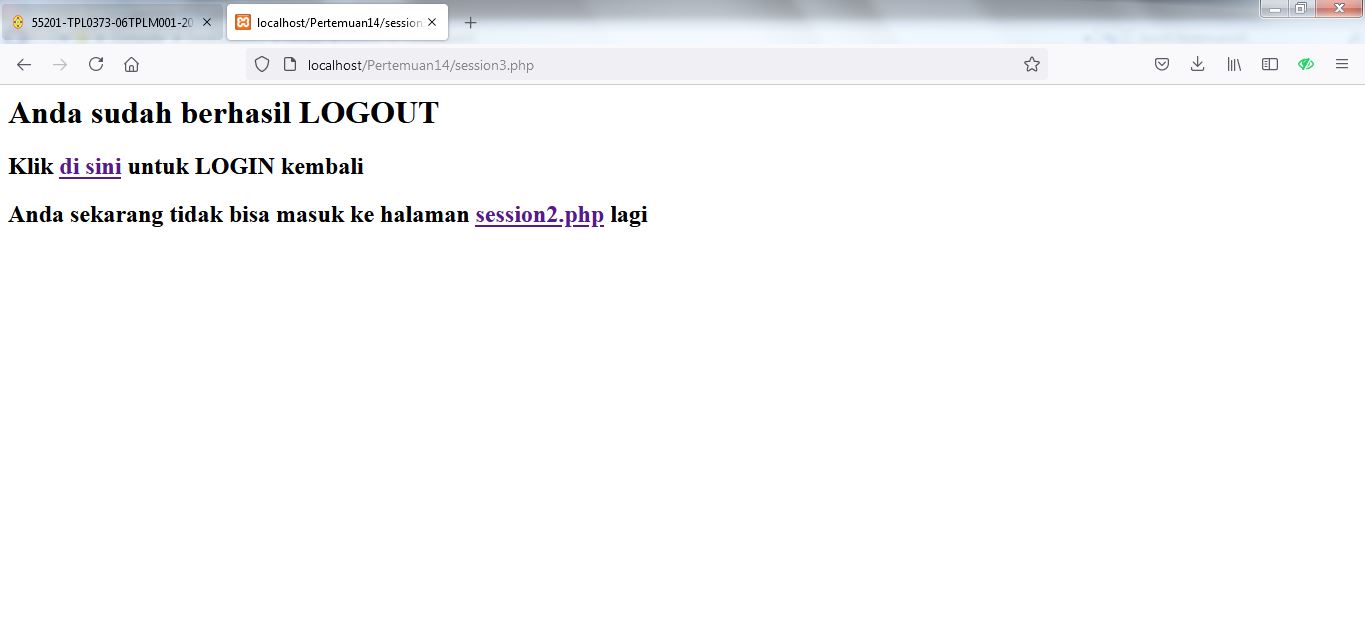 55201-TPL0373-06TPLM001-20
localhost/Pertemuan14/session
localhost/Pertemuan14/session3.php
Anda sudah berhasil LOGOUT
Klik di sini untuk LOGIN kembali
Anda sekarang tidak bisa masuk ke halaman session2.php lagi